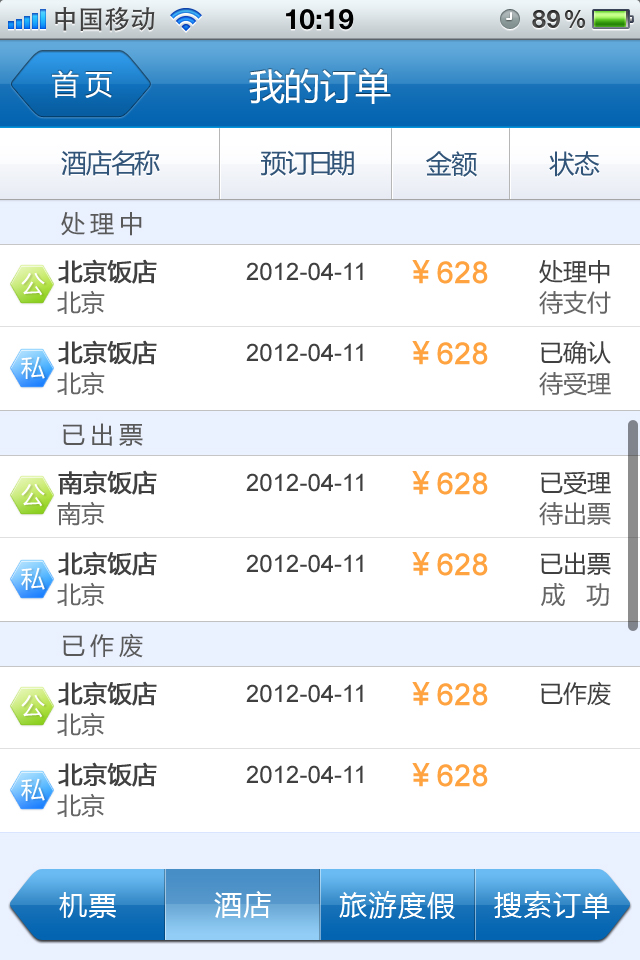 中国移动 10:19 89%
首页 我的订单
酒店名称 预订日期 金额 状态
处理中
公 北京饭店 2012-04-11 ¥628 处理中
北京 待支付
私 北京饭店 2012-04-11 ¥628 已确认
北京 待受理
已出票
公 南京饭店 2012-04-11 ¥628 已受理
南京 待出票
私 北京饭店 2012-04-11 ¥628 已出票
北京 成 功
已作废
公 北京饭店 2012-04-11 ¥628 已作废
北京
私 北京饭店 2012-04-11 ¥628
北京
机票 酒店 旅游度假 搜索订单